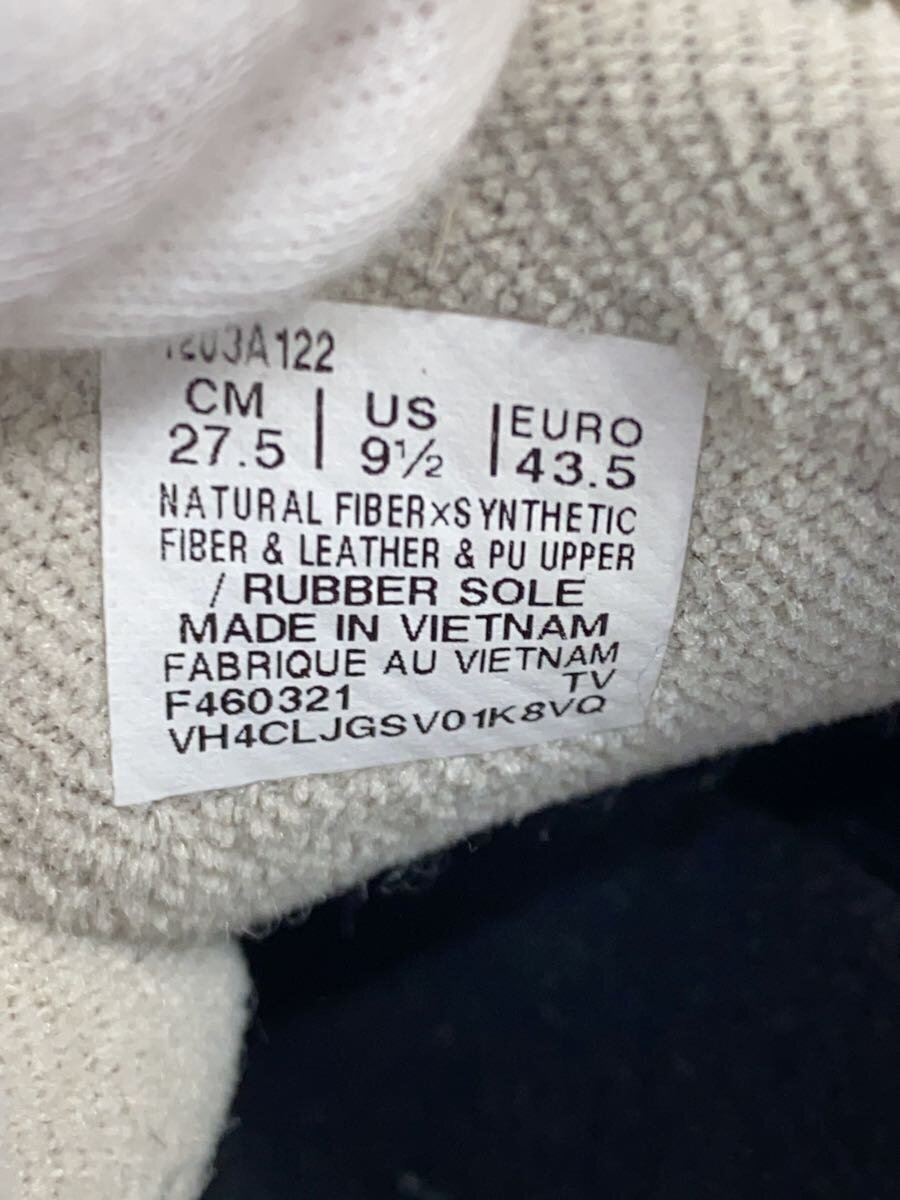 1203A122
CM | US | EURO
27.5 | 9½ | 43.5
NATURAL FIBER×SYNTHETIC
FIBER & LEATHER & PU UPPER
/ RUBBER SOLE
MADE IN VIETNAM
FABRIQUE AU VIETNAM
F460321 TV
VH4CLJGSV01K8VQ